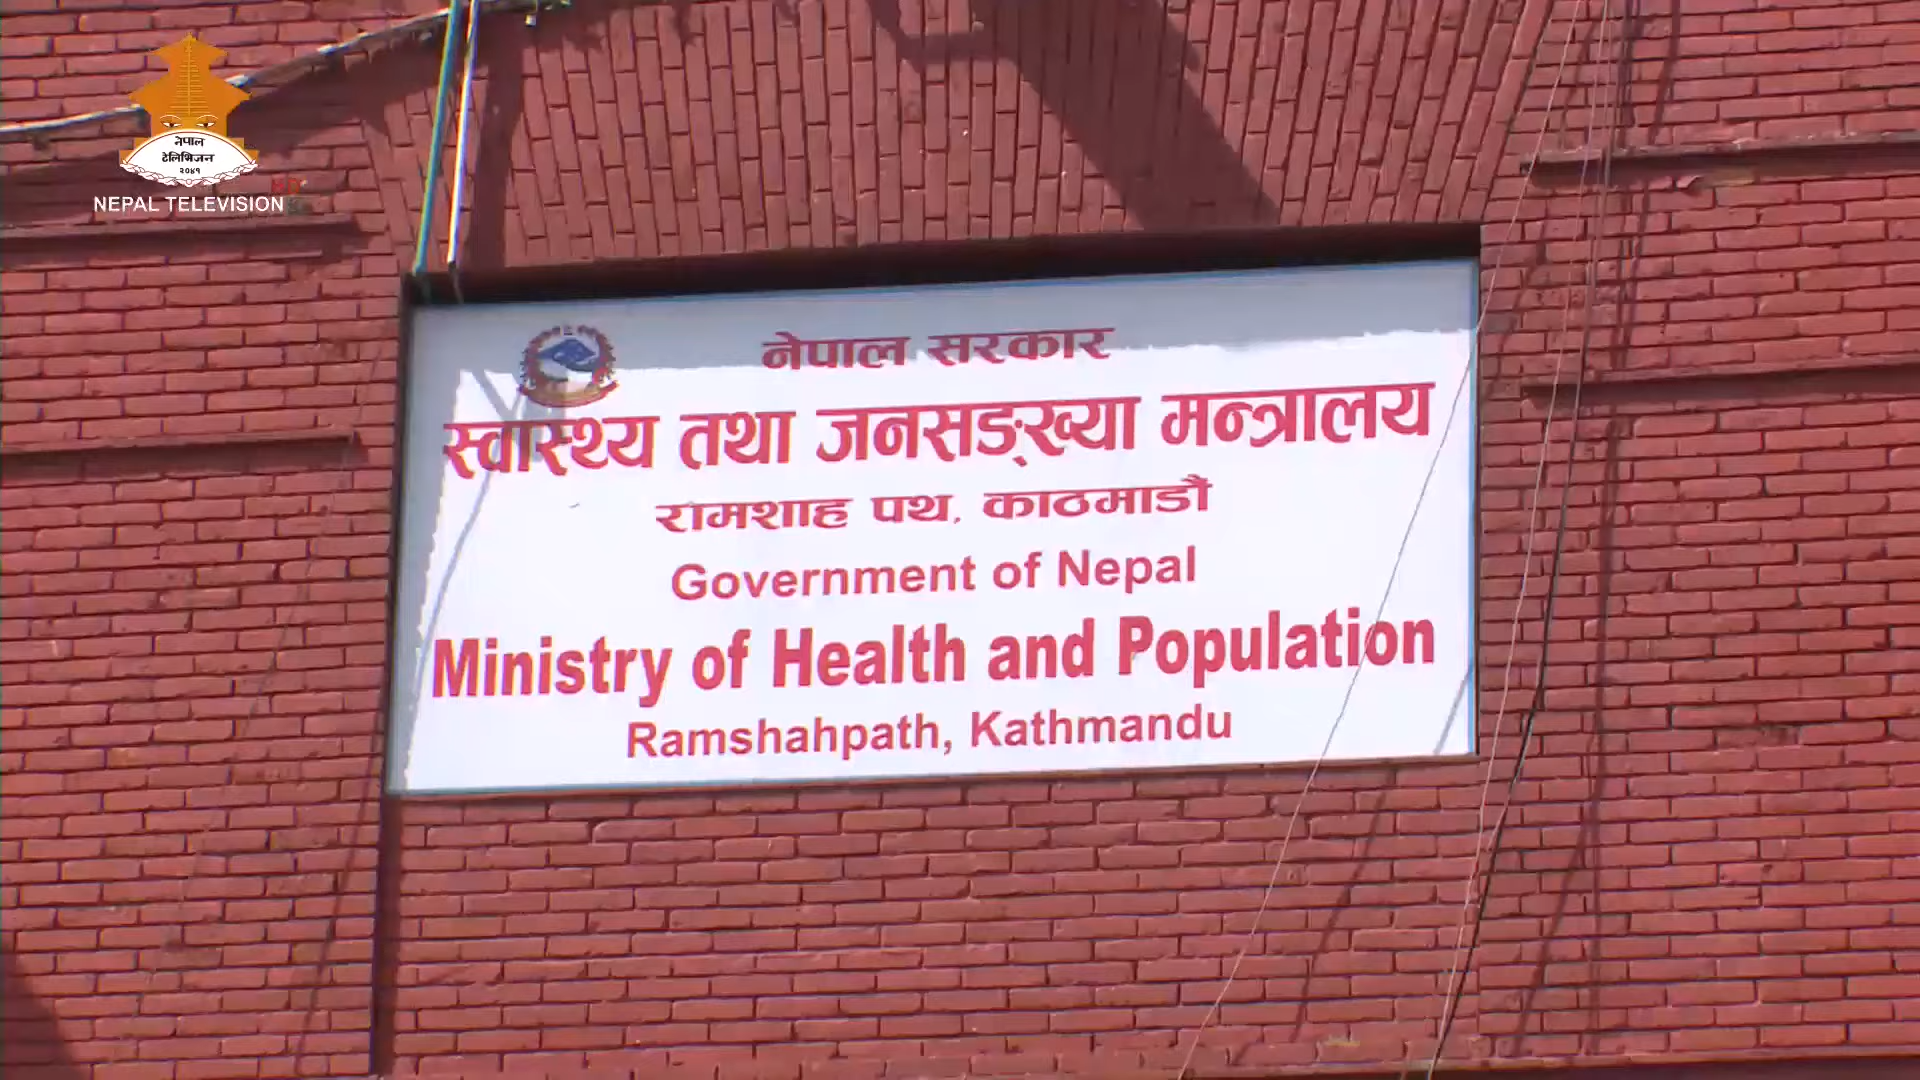 नेपाल
टेलिभिजन
२०४१
NEPAL TELEVISION
नेपाल सरकार
स्वास्थ्य तथा जनसङ्ख्या मन्त्रालय
रामशाह पथ, काठमाडौं
Government of Nepal
Ministry of Health and Population
Ramshahpath, Kathmandu